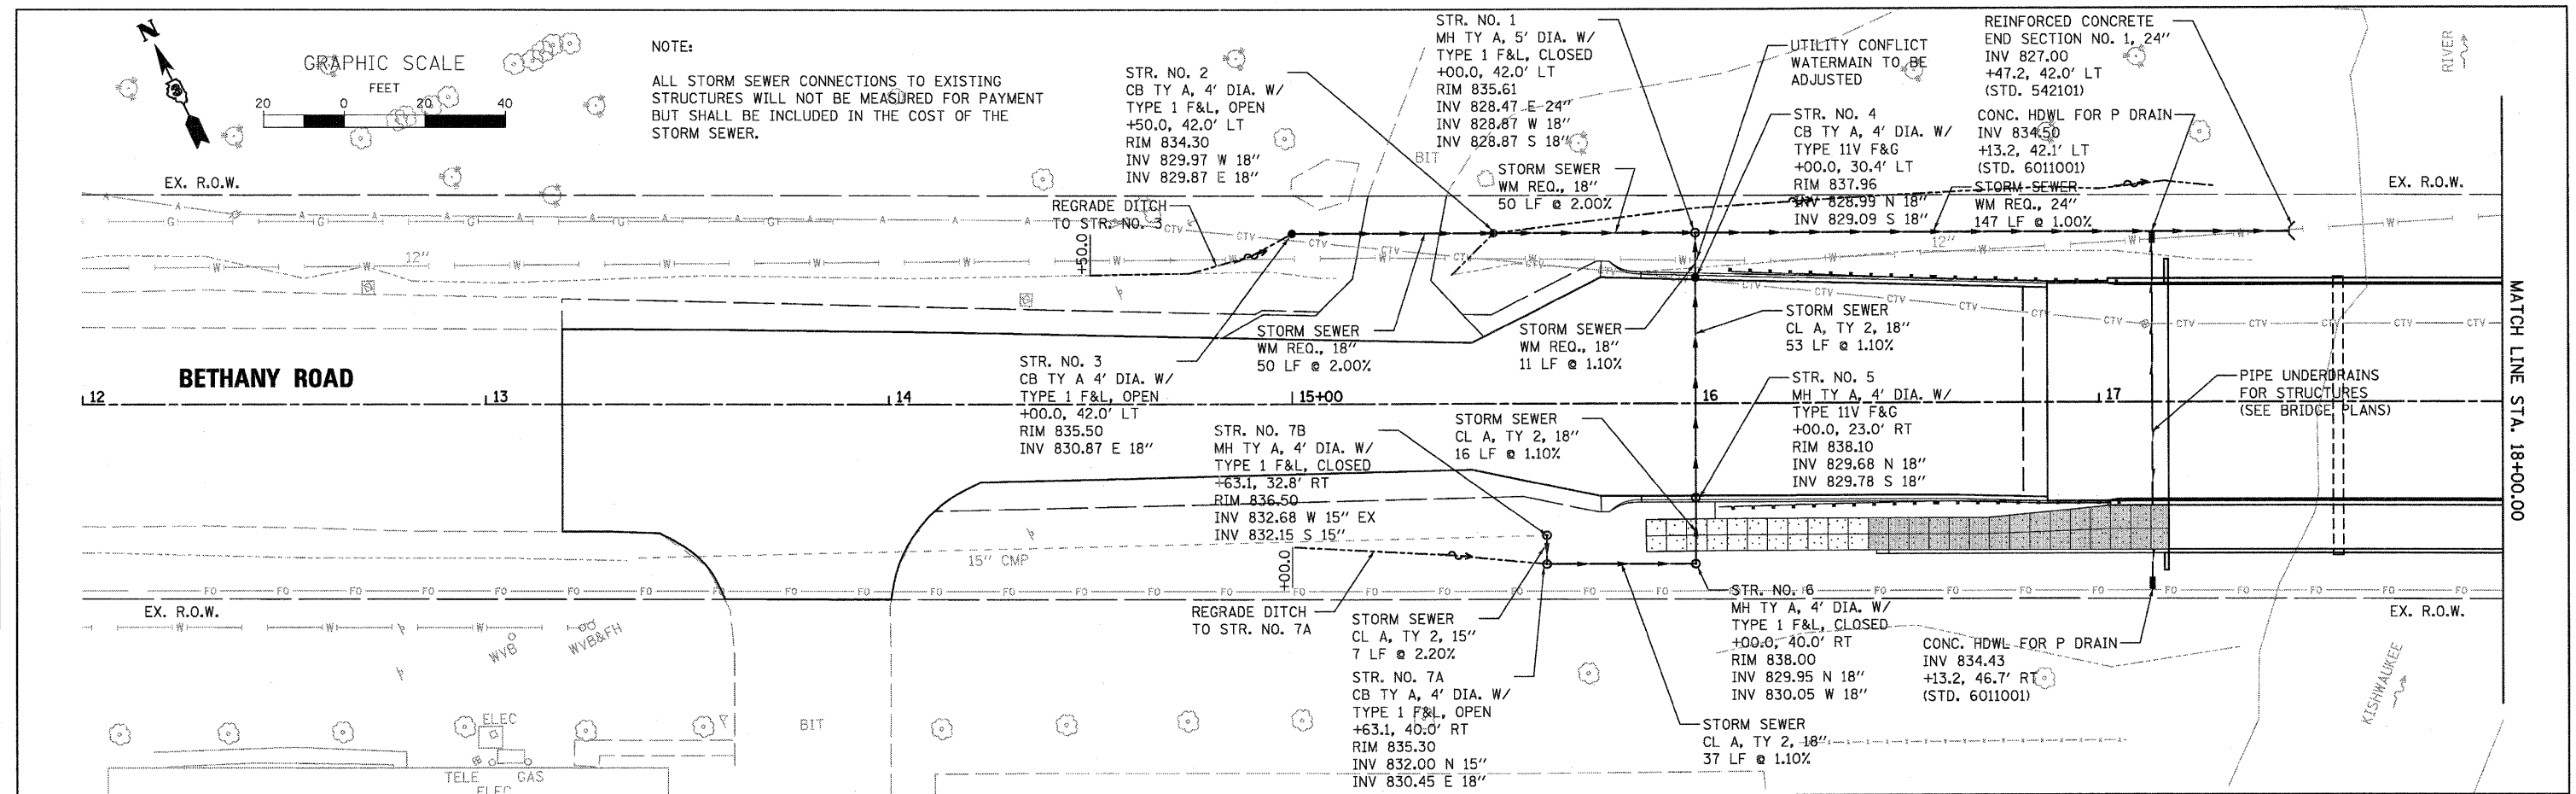 N
GRAPHIC SCALE
FEET
20 0 20 40
NOTE:
ALL STORM SEWER CONNECTIONS TO EXISTING
STRUCTURES WILL NOT BE MEASURED FOR PAYMENT
BUT SHALL BE INCLUDED IN THE COST OF THE
STORM SEWER.
STR. NO. 2
CB TY A, 4' DIA. W/
TYPE 1 F&L, OPEN
+50.0, 42.0' LT
RIM 834.30
INV 829.97 W 18"
INV 829.87 E 18"
STR. NO. 1
MH TY A, 5' DIA. W/
TYPE 1 F&L, CLOSED
+00.0, 42.0' LT
RIM 835.61
INV 828.47 E 24"
INV 828.87 W 18"
INV 828.87 S 18"
BIT
STORM SEWER
WM REQ., 18"
50 LF @ 2.00%
UTILITY CONFLICT
WATERMAIN TO BE
ADJUSTED
STR. NO. 4
CB TY A, 4' DIA. W/
TYPE 11V F&G
+00.0, 30.4' LT
RIM 837.96
INV 828.99 N 18"
INV 829.09 S 18"
REINFORCED CONCRETE
END SECTION NO. 1, 24"
INV 827.00
+47.2, 42.0' LT
(STD. 542101)
CONC. HDWL FOR P DRAIN
INV 834.50
+13.2, 42.1' LT
(STD. 6011001)
STORM SEWER
WM REQ., 24"
147 LF @ 1.00%
RIVER
EX. R.O.W.
EX. R.O.W.
REGRADE DITCH
TO STR. NO. 3
+50.0
12"
12"
STORM SEWER
WM REQ., 18"
50 LF @ 2.00%
STORM SEWER
WM REQ., 18"
11 LF @ 1.10%
STORM SEWER
CL A, TY 2, 18"
53 LF @ 1.10%
STR. NO. 3
CB TY A 4' DIA. W/
TYPE 1 F&L, OPEN
+00.0, 42.0' LT
RIM 835.50
INV 830.87 E 18"
BETHANY ROAD
12 13 14 15+00 16 17
STR. NO. 5
MH TY A, 4' DIA. W/
TYPE 11V F&G
+00.0, 23.0' RT
RIM 838.10
INV 829.68 N 18"
INV 829.78 S 18"
PIPE UNDERDRAINS
FOR STRUCTURES
(SEE BRIDGE PLANS)
MATCH LINE STA. 18+00.00
STR. NO. 7B
MH TY A, 4' DIA. W/
TYPE 1 F&L, CLOSED
+63.1, 32.8' RT
RIM 836.50
INV 832.68 W 15" EX
INV 832.15 S 15"
STORM SEWER
CL A, TY 2, 18"
16 LF @ 1.10%
15" CMP
+00.0
EX. R.O.W.
EX. R.O.W.
REGRADE DITCH
TO STR. NO. 7A
STORM SEWER
CL A, TY 2, 15"
7 LF @ 2.20%
STR. NO. 7A
CB TY A, 4' DIA. W/
TYPE 1 F&L, OPEN
+63.1, 40.0' RT
RIM 835.30
INV 832.00 N 15"
INV 830.45 E 18"
STR. NO. 6
MH TY A, 4' DIA. W/
TYPE 1 F&L, CLOSED
+00.0, 40.0' RT
RIM 838.00
INV 829.95 N 18"
INV 830.05 W 18"
STORM SEWER
CL A, TY 2, 18"
37 LF @ 1.10%
CONC. HDWL FOR P DRAIN
INV 834.43
+13.2, 46.7' RT
(STD. 6011001)
KISHWAUKEE
WVB
WVB&FH
ELEC
BIT
TELE GAS
ELEC